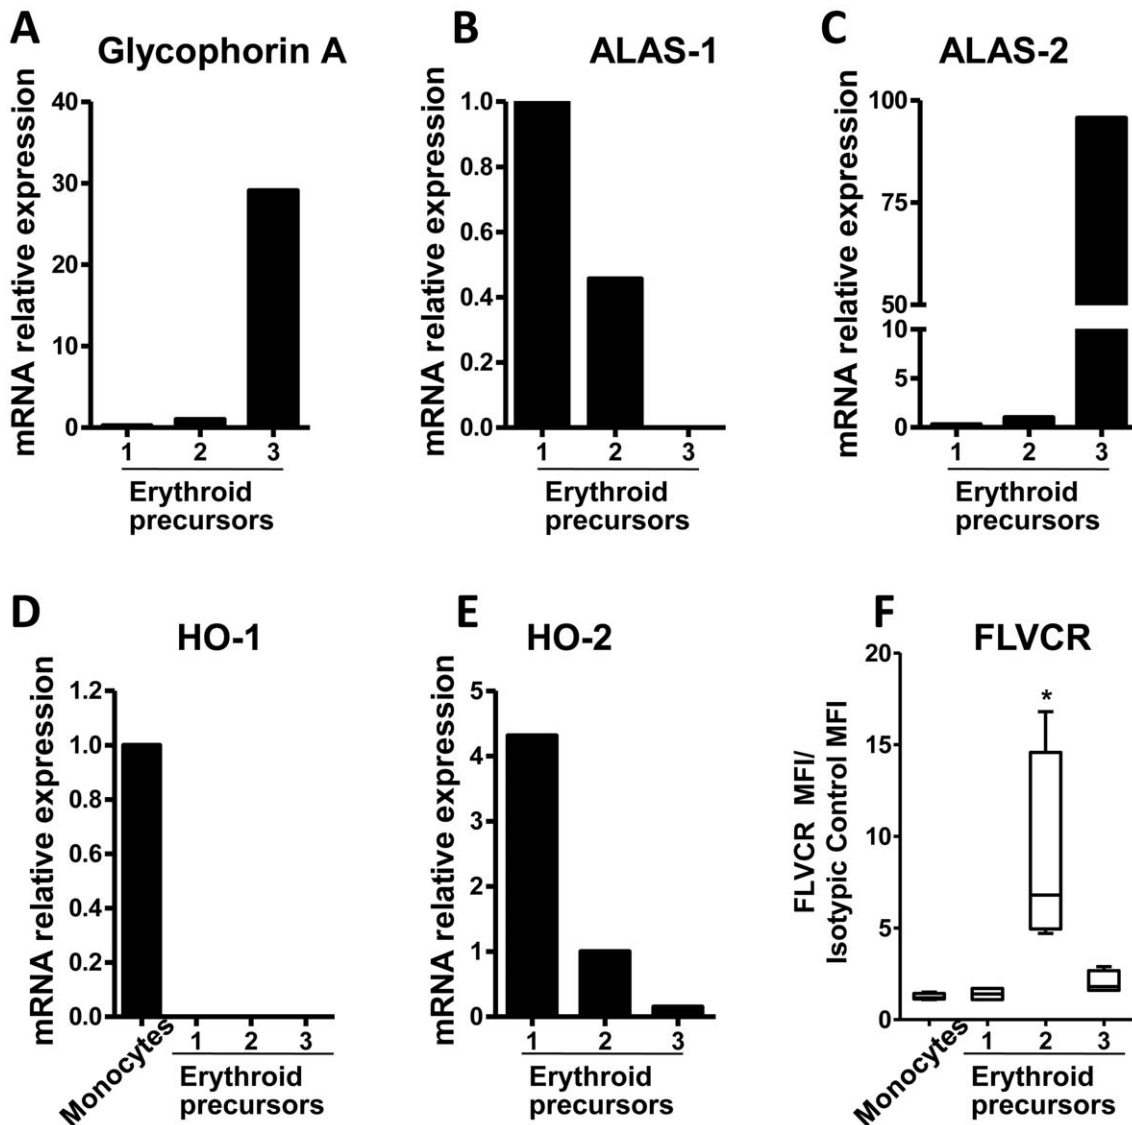 A
Glycophorin A
mRNA relative expression
40
30
20
10
0
1 2 3
Erythroid
precursors
B
ALAS-1
mRNA relative expression
1.0
0.8
0.6
0.4
0.2
0.0
1 2 3
Erythroid
precursors
C
ALAS-2
mRNA relative expression
100
75
50
10
5
0
1 2 3
Erythroid
precursors
D
HO-1
mRNA relative expression
1.2
1.0
0.8
0.6
0.4
0.2
0.0
Monocytes
1 2 3
Erythroid
precursors
E
HO-2
mRNA relative expression
5
4
3
2
1
0
1 2 3
Erythroid
precursors
F
FLVCR
FLVCR MFI/
Isotypic Control MFI
20
15
10
5
0
*
Monocytes
1 2 3
Erythroid
precursors